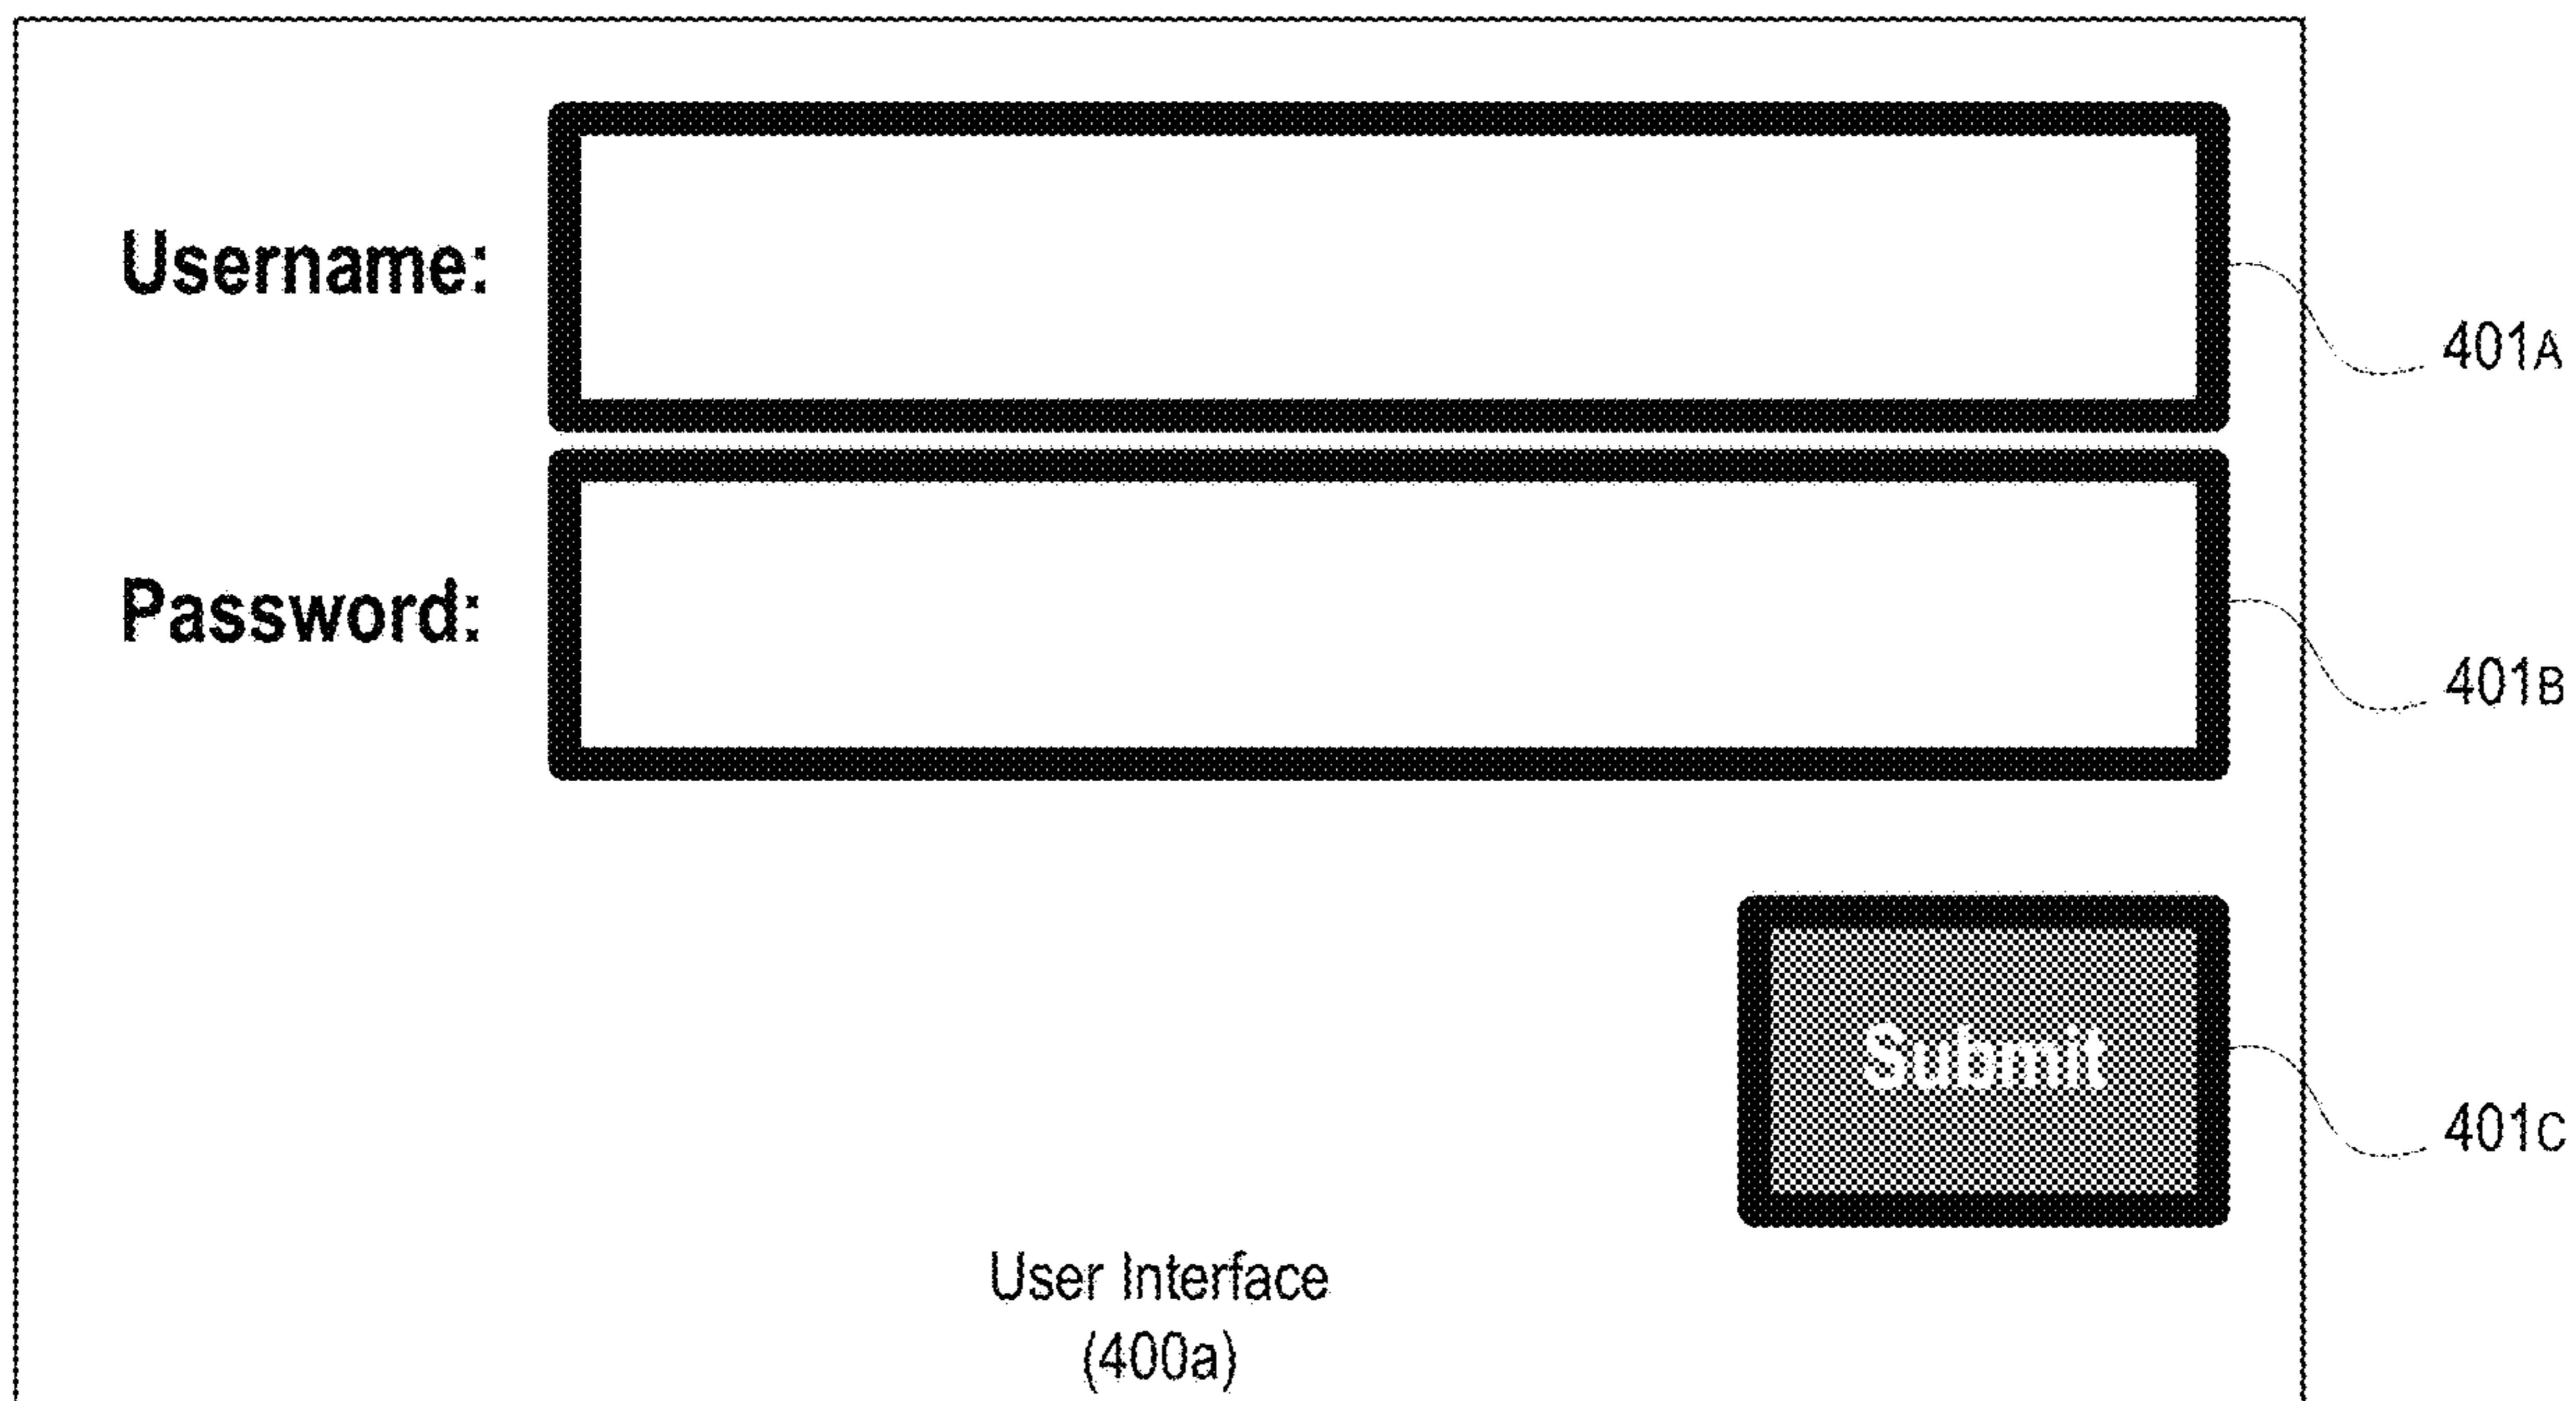 Username:
401A
Password:
401B
Submit
401C
User Interface
(400a)